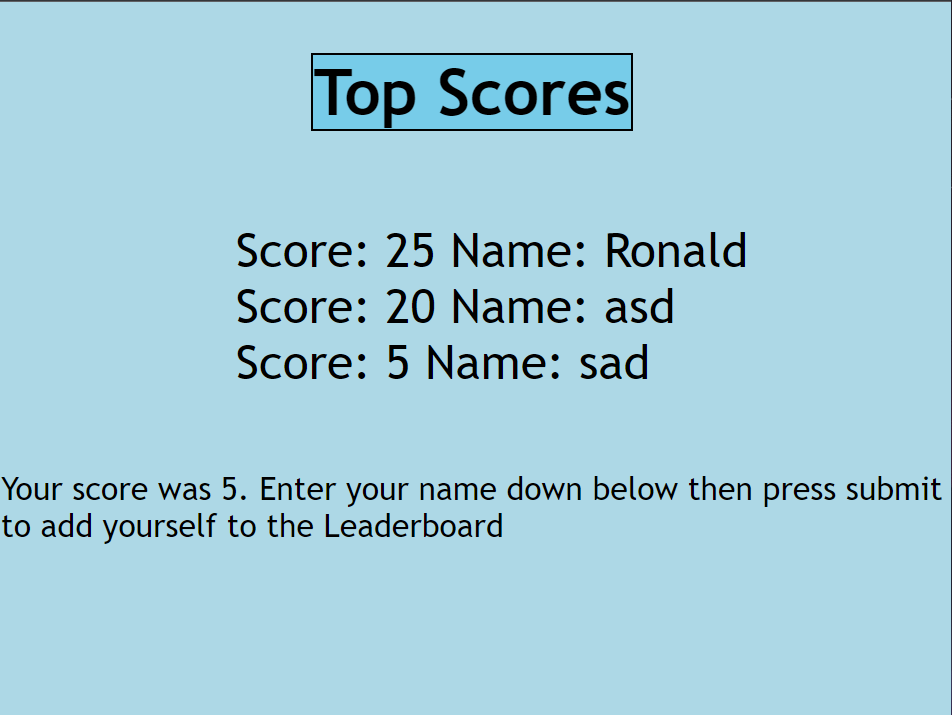 Top Scores
Score: 25 Name: Ronald
Score: 20 Name: asd
Score: 5 Name: sad
Your score was 5. Enter your name down below then press submit
to add yourself to the Leaderboard